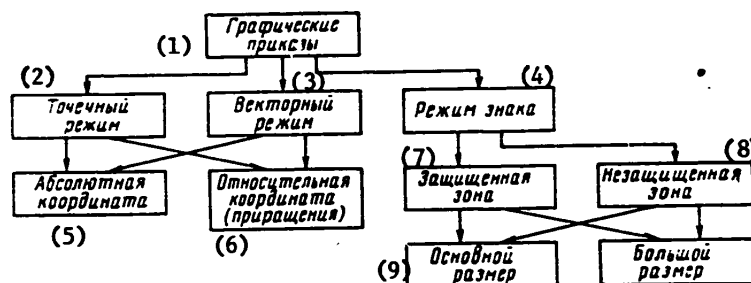 (1)
Графические
приказы
(2)
(3)
(4)
Точечный
режим
Векторный
режим
Режим знака
(7)
(8)
Абсолютная
координата
Относительная
координата
(приращения)
Защищенная
зона
Незащищенная
зона
(5)
(6)
(9)
Основной
размер
Большой
размер